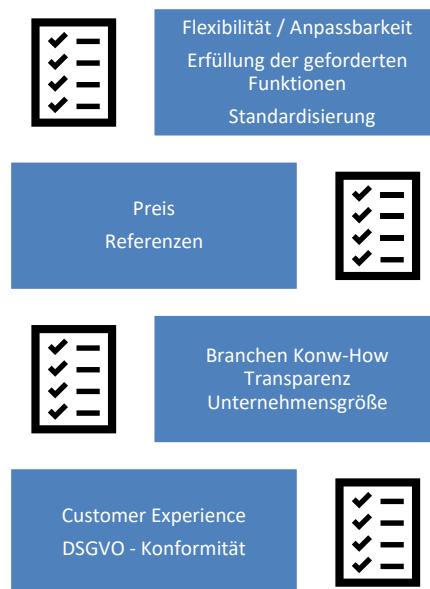 Flexibilität / Anpassbarkeit
Erfüllung der geforderten
Funktionen
Standardisierung
Preis
Referenzen
Branchen Konw-How
Transparenz
Unternehmensgröße
Customer Experience
DSGVO - Konformität